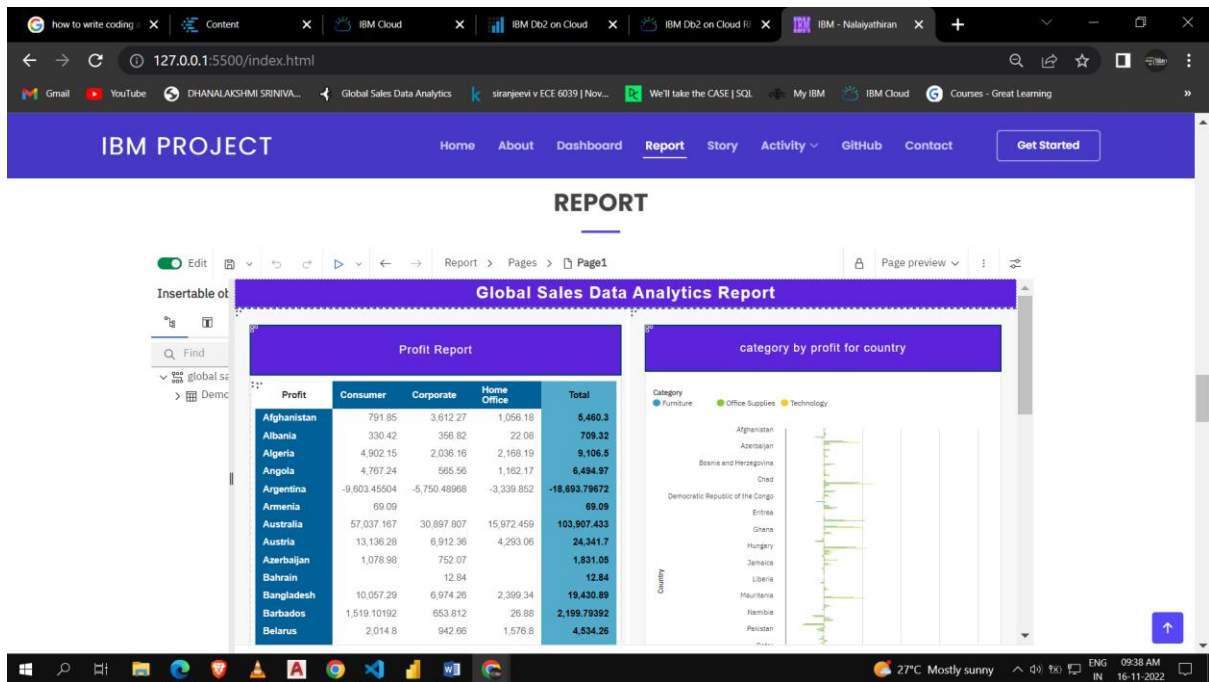 how to write coding a
Content
IBM Cloud
IBM Db2 on Cloud
IBM Db2 on Cloud R
IBM - Nalaiyathiran
127.0.0.1:5500/index.html
Gmail YouTube DHANALAKSHMI SRINIVA... Global Sales Data Analytics siranjeevi v ECE 6039 | Nov... We'll take the CASE | SQL My IBM IBM Cloud Courses - Great Learning »
IBM PROJECT Home About Dashboard Report Story Activity GitHub Contact Get Started
REPORT
Edit Report > Pages > Page1 Page preview
Insertable ob
Find
global sa
Demc
Global Sales Data Analytics Report
Profit Report
Profit Consumer Corporate Home Office Total
Afghanistan 791.85 3,612.27 1,056.18 5,460.3
Albania 330.42 356.82 22.08 709.32
Algeria 4,902.15 2,036.16 2,168.19 9,106.5
Angola 4,767.24 565.56 1,162.17 6,494.97
Argentina -9,603.45504 -5,750.48968 -3,339.852 -18,693.79672
Armenia 69.09 69.09
Australia 57,037.167 30,897.807 15,972.459 103,907.433
Austria 13,136.28 6,912.36 4,293.06 24,341.7
Azerbaijan 1,078.98 752.07 1,831.05
Bahrain 12.84 12.84
Bangladesh 10,057.29 6,974.26 2,399.34 19,430.89
Barbados 1,519.10192 653.812 26.88 2,199.79392
Belarus 2,014.8 942.66 1,576.8 4,534.26
category by profit for country
Category
Furniture Office Supplies Technology
Country
Afghanistan
Azerbaijan
Bosnia and Herzegovina
Chad
Democratic Republic of the Congo
Eritrea
Ghana
Hungary
Jamaica
Liberia
Mauritania
Namibia
Pakistan
27°C Mostly sunny
ENG
IN
09:38 AM
16-11-2022